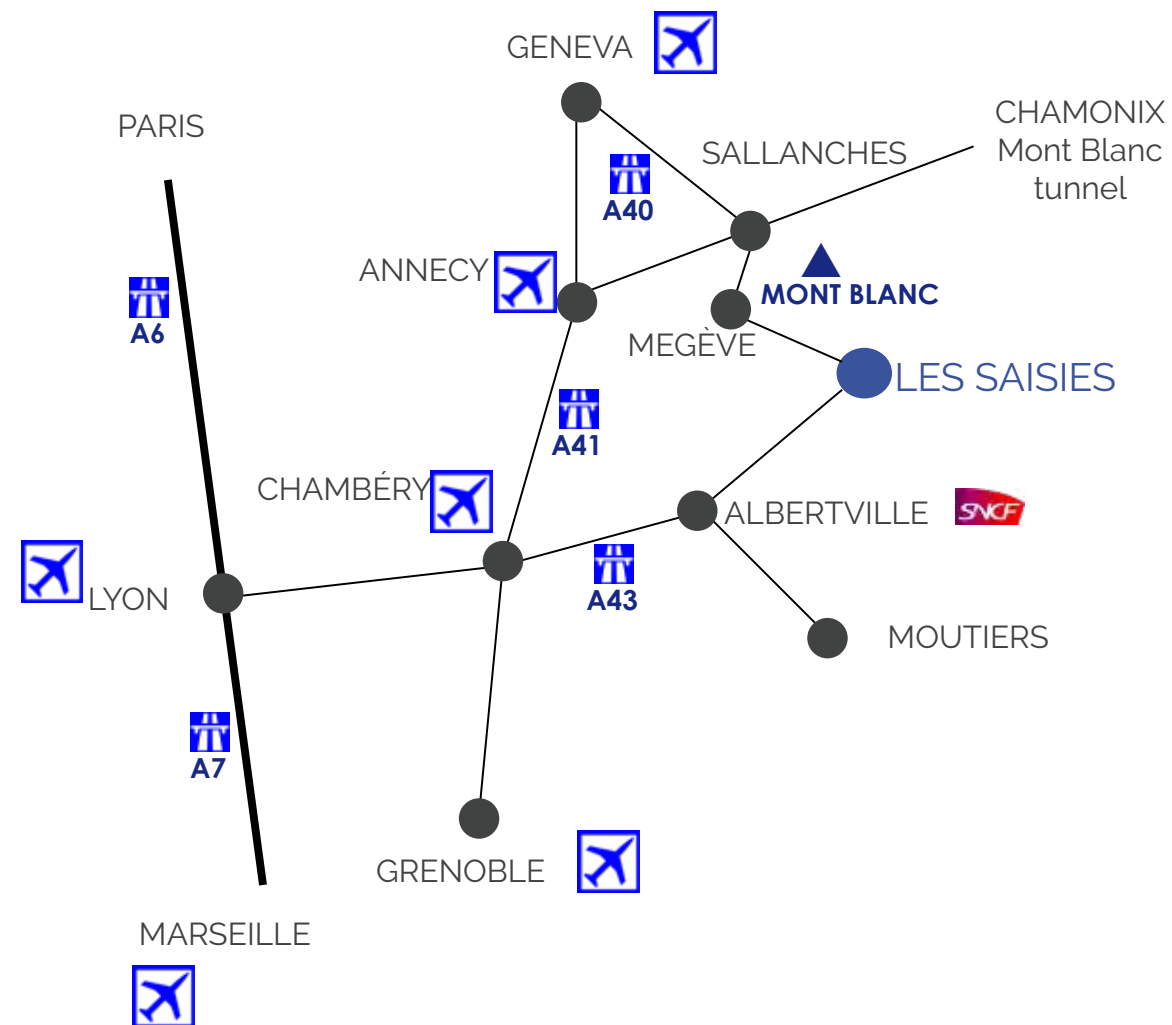 GENEVA
PARIS
CHAMONIX
Mont Blanc
tunnel
SALLANCHES
A40
ANNECY
MONT BLANC
A6
MEGÈVE
LES SAISIES
A41
CHAMBÉRY
ALBERTVILLE
SNCF
LYON
A43
MOUTIERS
A7
GRENOBLE
MARSEILLE